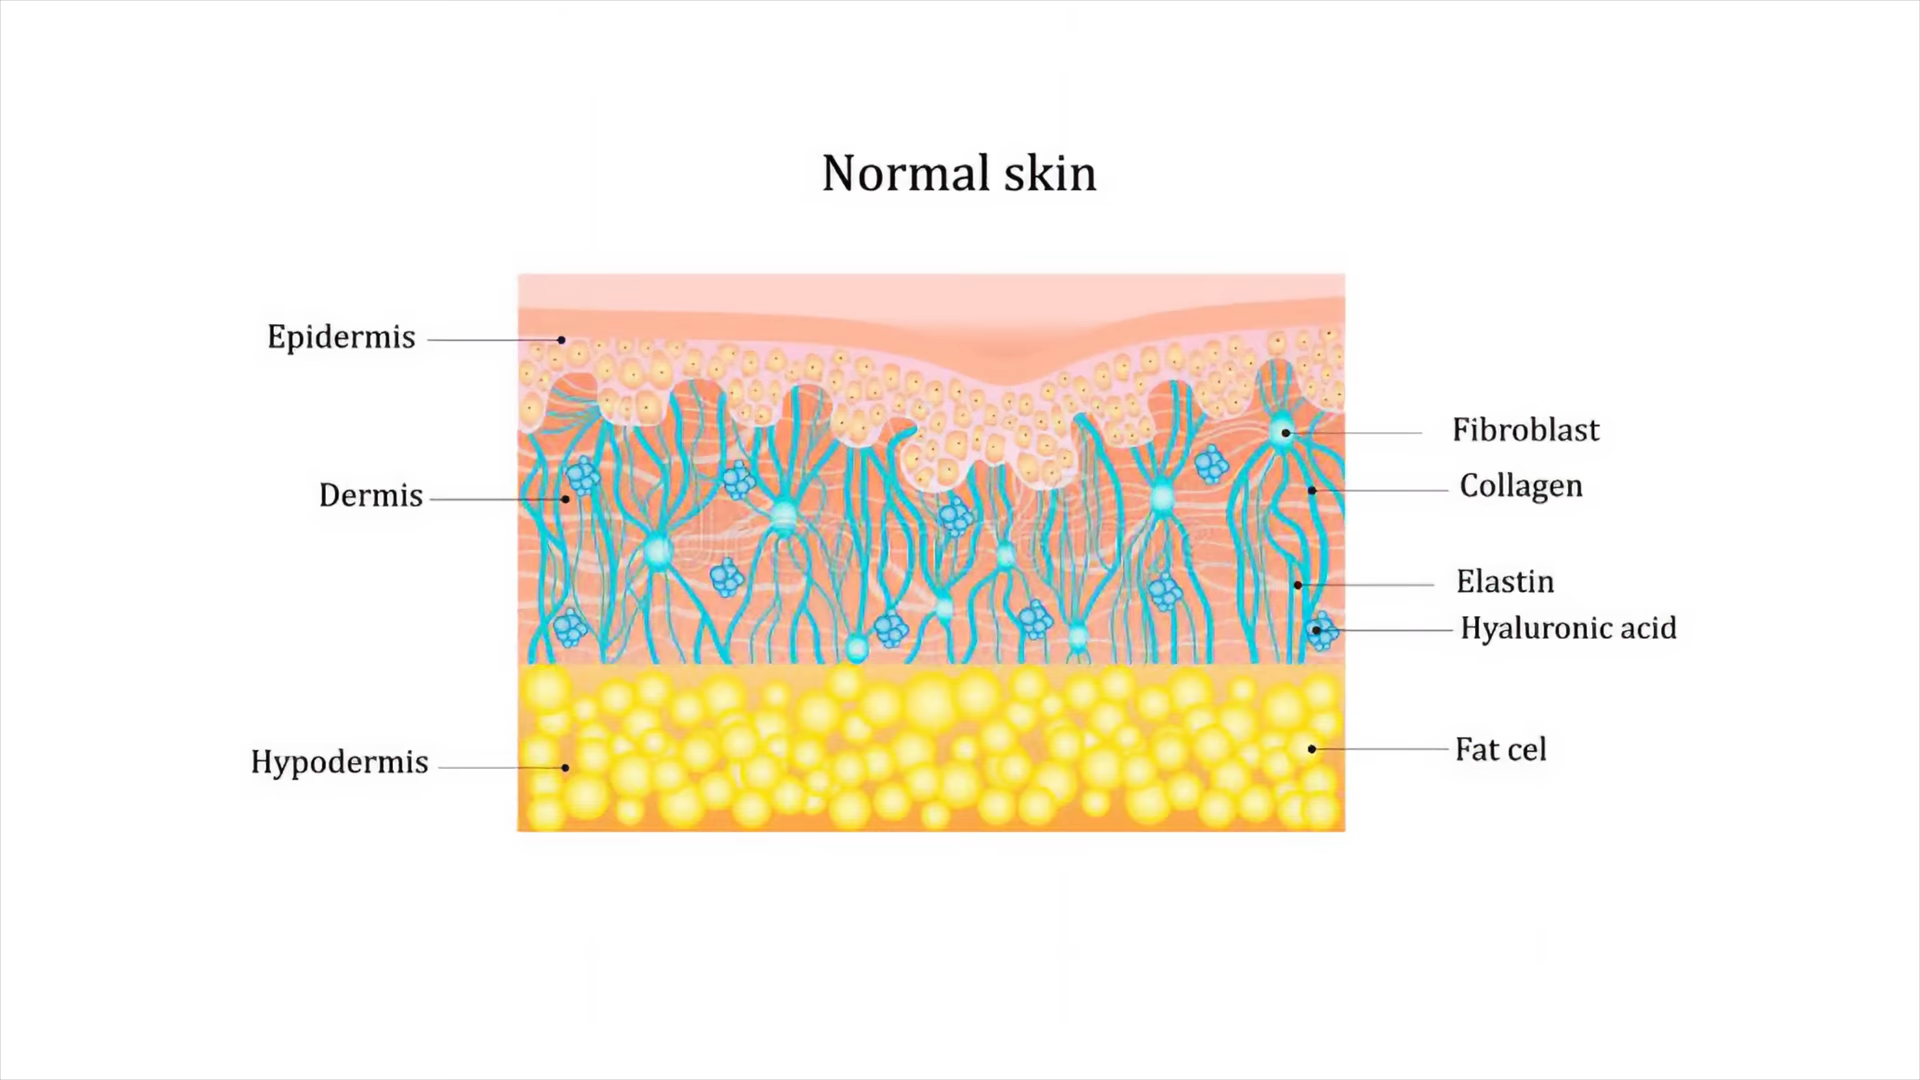 Normal skin
Epidermis
Dermis
Hypodermis
Fibroblast
Collagen
Elastin
Hyaluronic acid
Fat cel